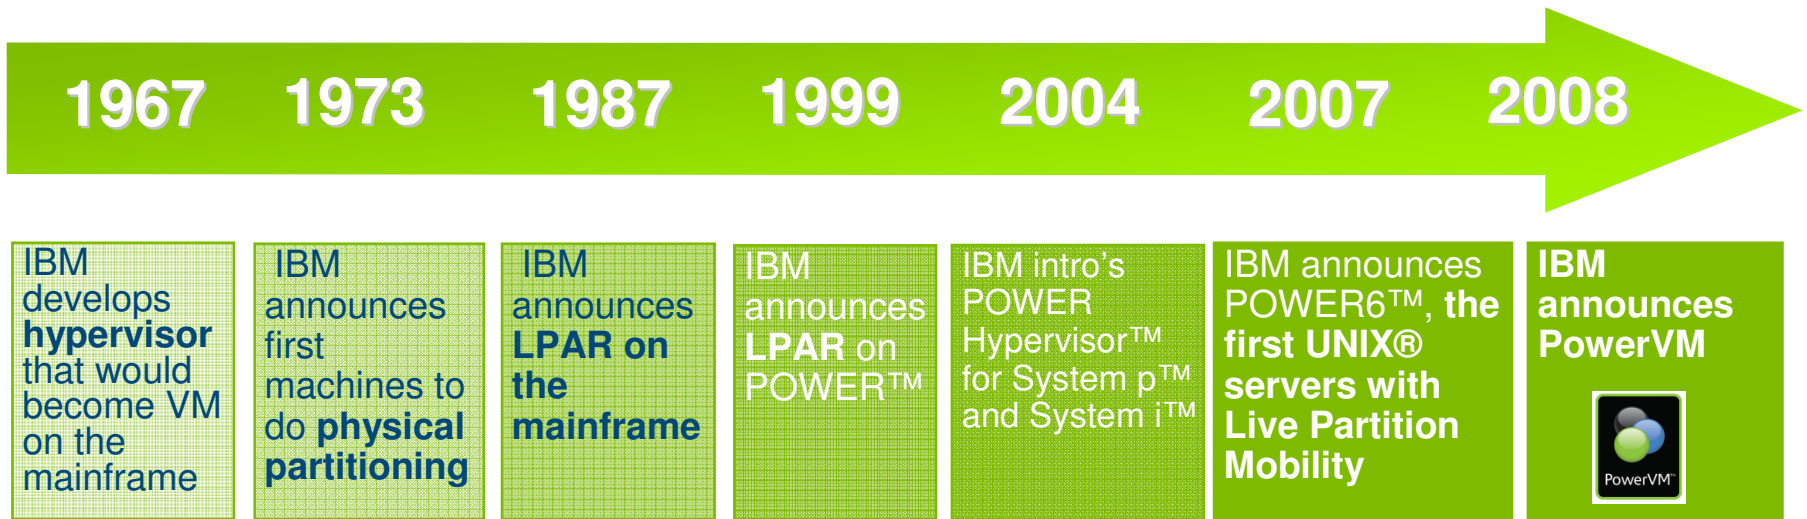 1967 1973 1987 1999 2004 2007 2008
IBM
develops
hypervisor
that would
become VM
on the
mainframe
IBM
announces
first
machines to
do physical
partitioning
IBM
announces
LPAR on
the
mainframe
IBM
announces
LPAR on
POWER™
IBM intro's
POWER
Hypervisor™
for System p™
and System i™
IBM announces
POWER6™, the
first UNIX®
servers with
Live Partition
Mobility
IBM
announces
PowerVM
PowerVM™